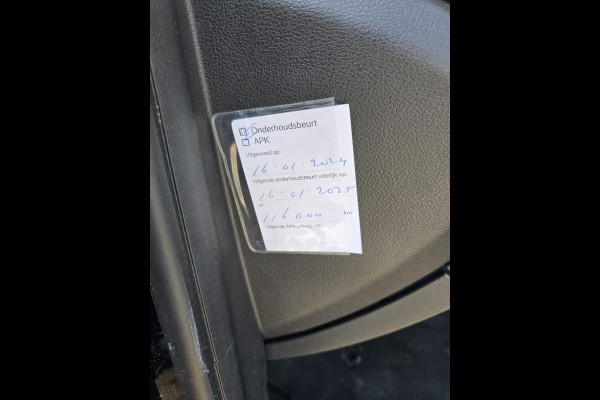 Onderhoudsbeurt
APK
Uitgevoerd op:
16-01-2024
Volgende onderhoudsbeurt uiterlijk op:
16-01-2025
of
116000 km
Volgende APK uiterlijk op: